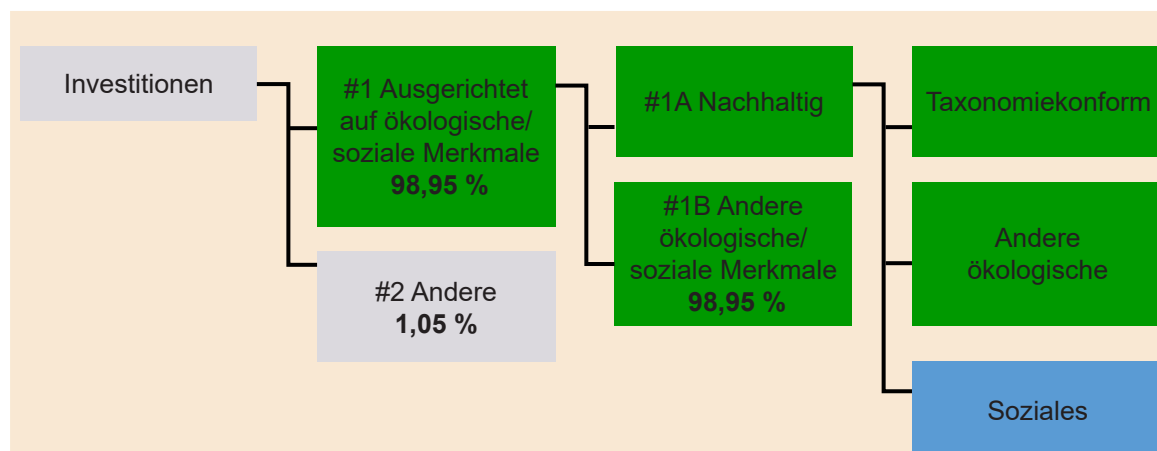 Investitionen
#1 Ausgerichtet
auf ökologische/
soziale Merkmale
98,95 %
#2 Andere
1,05 %
#1A Nachhaltig
#1B Andere
ökologische/
soziale Merkmale
98,95 %
Taxonomiekonform
Andere
ökologische
Soziales